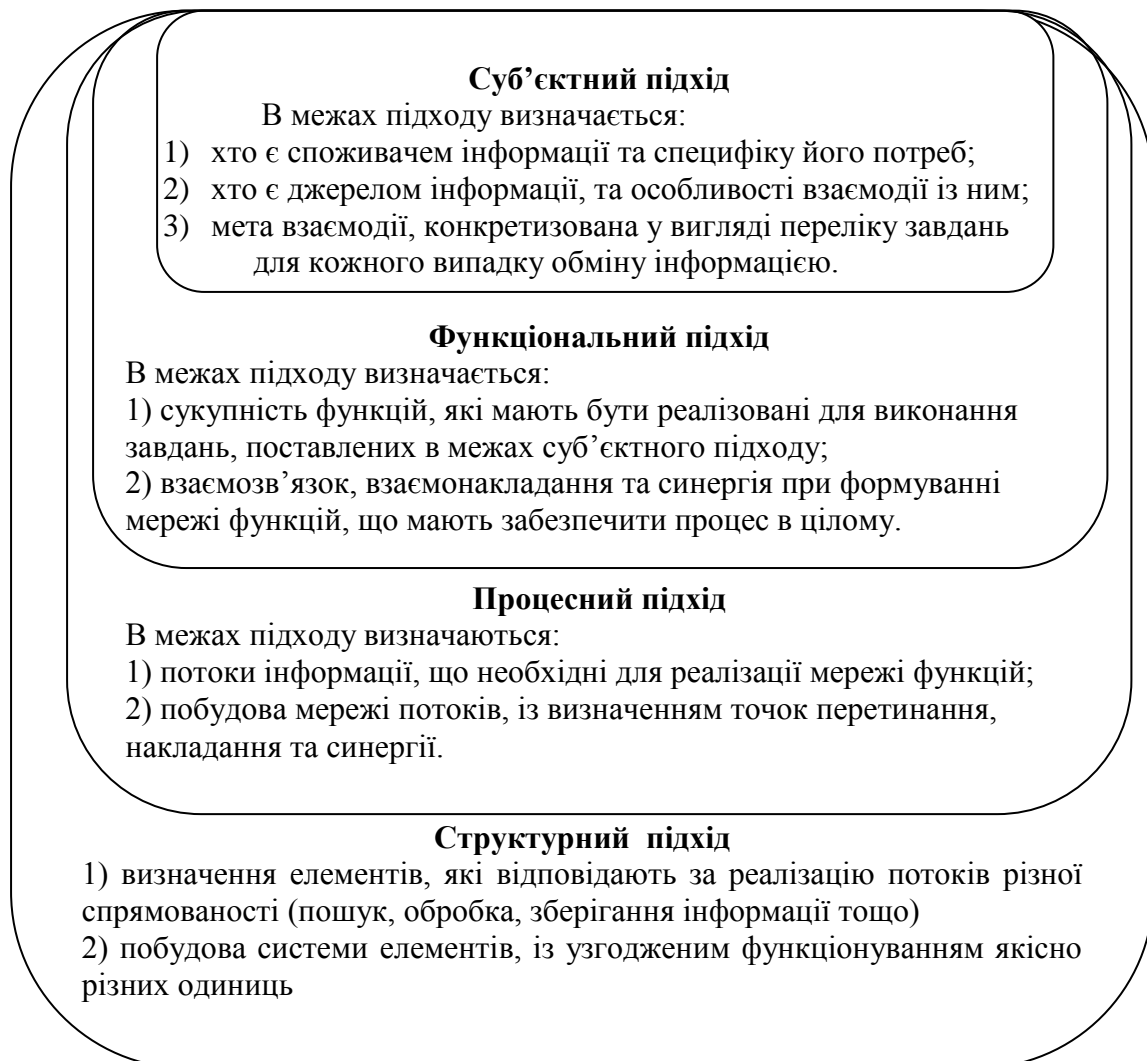 Суб’єктний підхід
В межах підходу визначається:
1) хто є споживачем інформації та специфіку його потреб;
2) хто є джерелом інформації, та особливості взаємодії із ним;
3) мета взаємодії, конкретизована у вигляді переліку завдань
для кожного випадку обміну інформацією.
Функціональний підхід
В межах підходу визначається:
1) сукупність функцій, які мають бути реалізовані для виконання
завдань, поставлених в межах суб’єктного підходу;
2) взаємозв’язок, взаємонакладання та синергія при формуванні
мережі функцій, що мають забезпечити процес в цілому.
Процесний підхід
В межах підходу визначаються:
1) потоки інформації, що необхідні для реалізації мережі функцій;
2) побудова мережі потоків, із визначенням точок перетинання,
накладання та синергії.
Структурний підхід
1) визначення елементів, які відповідають за реалізацію потоків різної
спрямованості (пошук, обробка, зберігання інформації тощо)
2) побудова системи елементів, із узгодженим функціонуванням якісно
різних одиниць